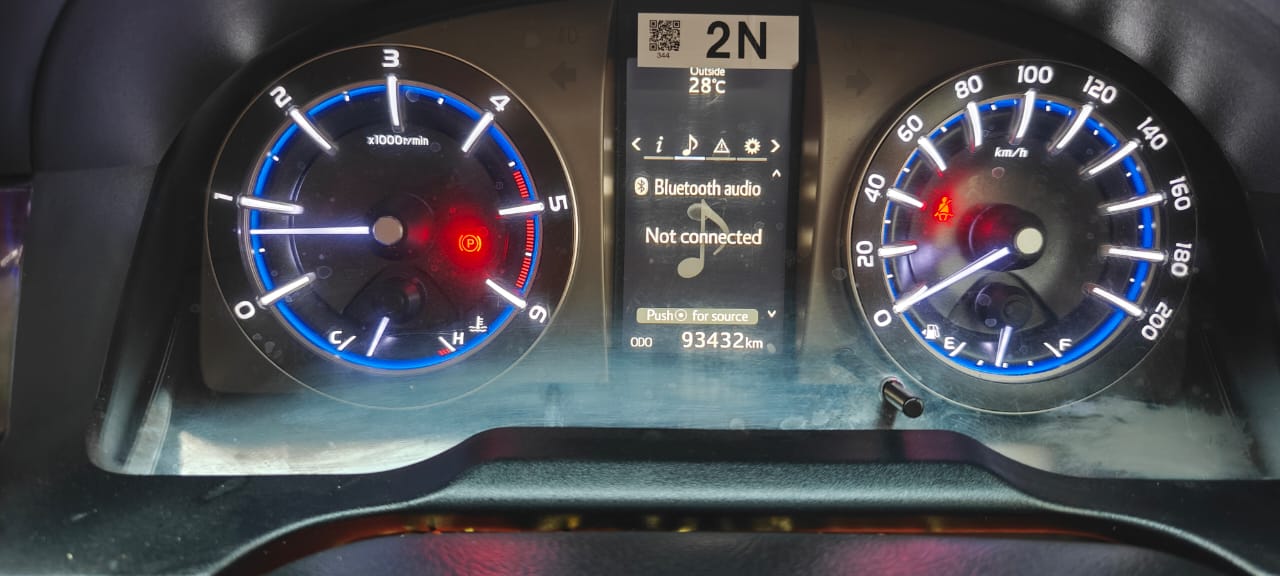 0
1
2
3
4
5
6
x1000r/min
C
H
344
2N
Outside
28°C
Bluetooth audio
Not connected
Push for source
ODO 93432km
0
20
40
60
80
100
120
140
160
180
200
km/h
E
F
P